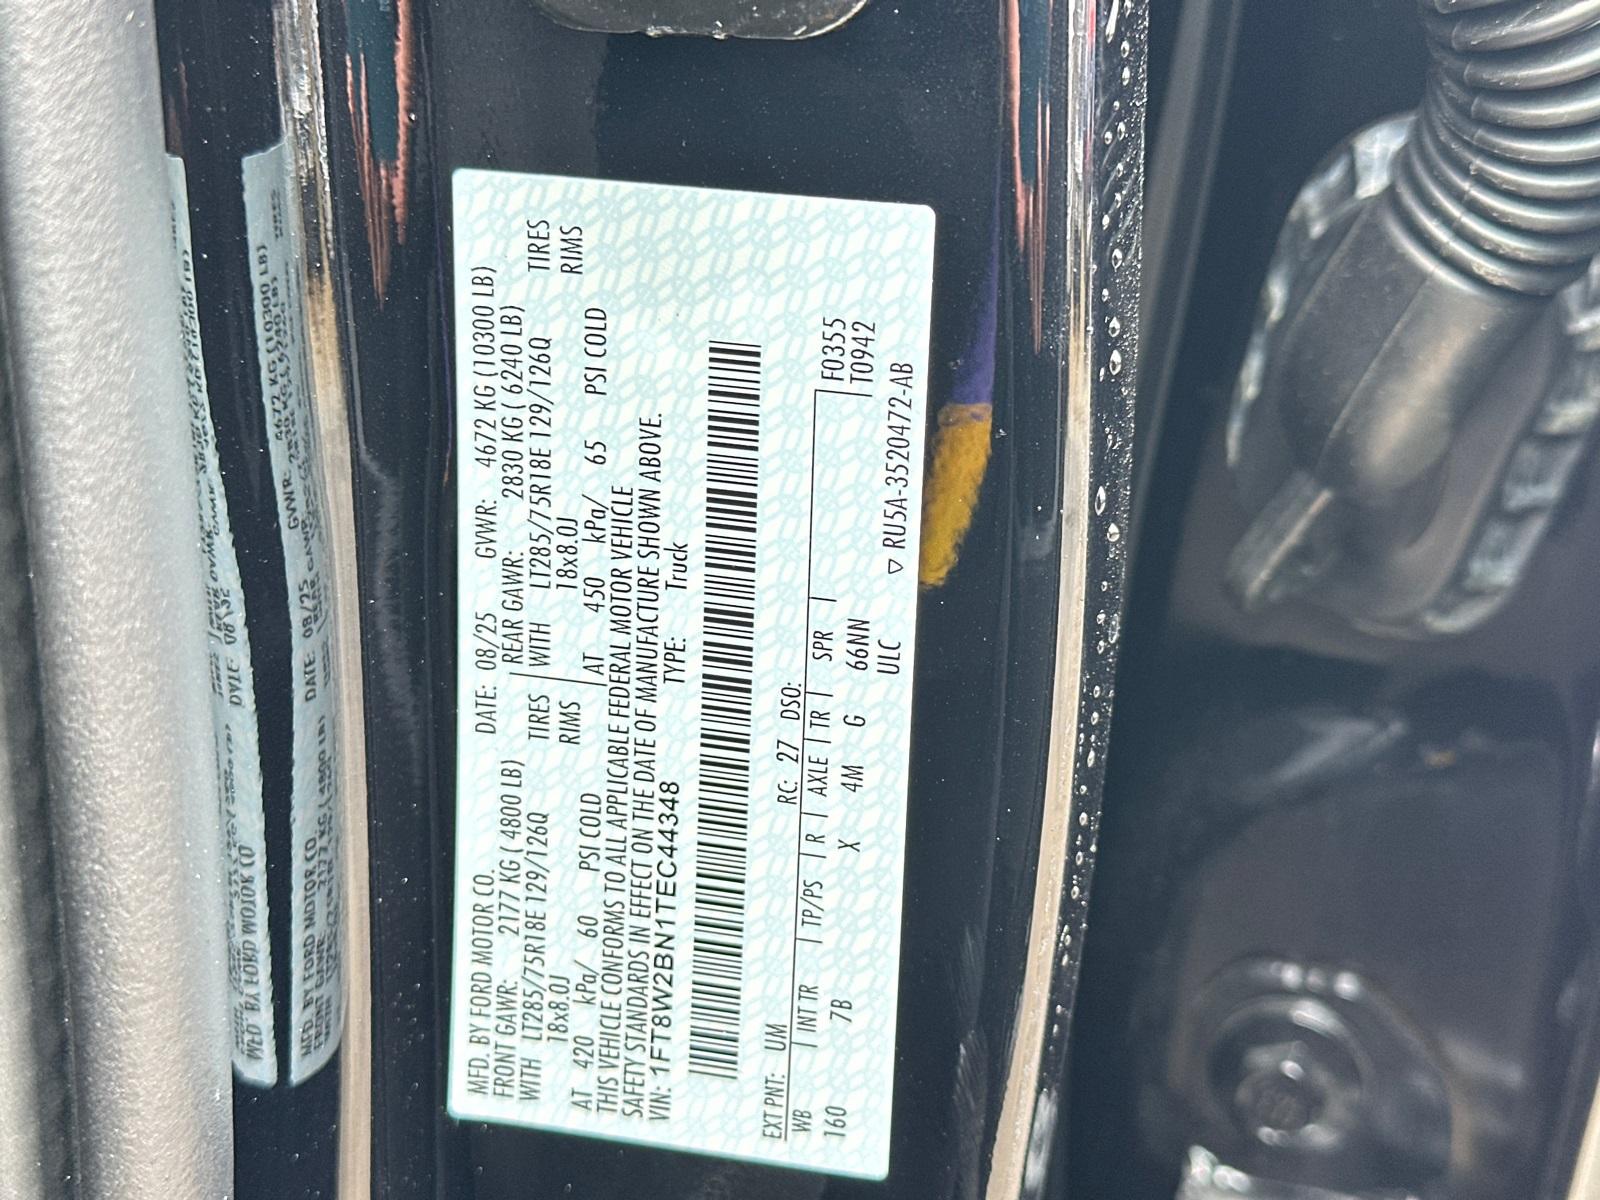 MFD. BY FORD MOTOR CO.
DATE: 08/25 GVWR: 4672 KG (10300 LB)
FRONT GAWR: 2177 KG ( 4800 LB)
REAR GAWR: 2830 KG ( 6240 LB)
WITH LT285/75R18E 129/126Q TIRES
WITH LT285/75R18E 129/126Q TIRES
18x8.0J RIMS
18x8.0J RIMS
AT 420 kPa/ 60 PSI COLD
AT 450 kPa/ 65 PSI COLD
THIS VEHICLE CONFORMS TO ALL APPLICABLE FEDERAL MOTOR VEHICLE
SAFETY STANDARDS IN EFFECT ON THE DATE OF MANUFACTURE SHOWN ABOVE.
VIN: 1FT8W2BN1TEC44348 TYPE: Truck
EXT PNT: UM RC: 27 DSO:
WB INT TR TP/PS R AXLE TR SPR F0355
160 7B X 4M G 66NN T0942
ULC
▽ RU5A-3520472-AB